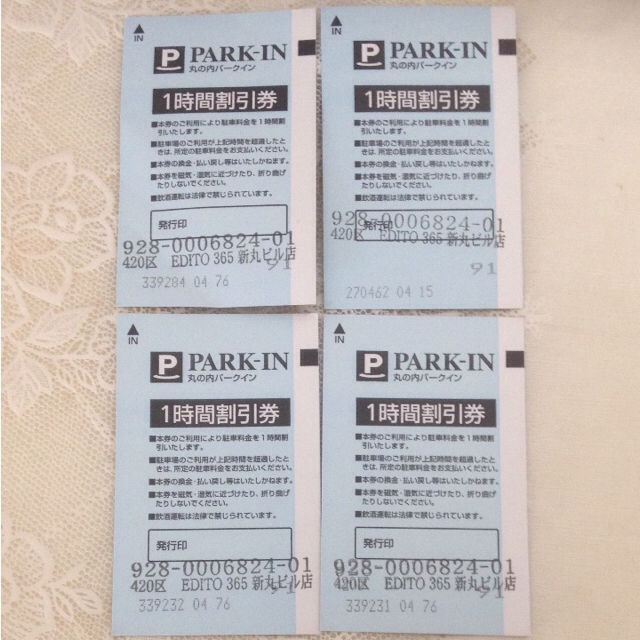 IN
P PARK-IN
丸の内パークイン
1時間割引券
■本券のご利用により駐車料金を1時間割
引いたします。
■駐車場のご利用が上記時間を超過したと
きは、所定の駐車料金をお支払いください。
■本券の換金・払い戻し等はいたしかねます。
■本券を磁気・湿気に近づけたり、折り曲げ
たりしないでください。
■飲酒運転は法律で禁じられています。
発行印
928-0006824-01
420区 EDITO 365 新丸ビル店
91
339284 04 76
IN
P PARK-IN
丸の内パークイン
1時間割引券
■本券のご利用により駐車料金を1時間割
引いたします。
■駐車場のご利用が上記時間を超過したと
きは、所定の駐車料金をお支払いください。
■本券の換金・払い戻し等はいたしかねます。
■本券を磁気・湿気に近づけたり、折り曲げ
たりしないでください。
■飲酒運転は法律で禁じられています。
928-0006824-01
発行印
420区 EDITO 365 新丸ビル店
91
270462 04 15
IN
P PARK-IN
丸の内パークイン
1時間割引券
■本券のご利用により駐車料金を1時間割
引いたします。
■駐車場のご利用が上記時間を超過したと
きは、所定の駐車料金をお支払いください。
■本券の換金・払い戻し等はいたしかねます。
■本券を磁気・湿気に近づけたり、折り曲げ
たりしないでください。
■飲酒運転は法律で禁じられています。
発行印
928-0006824-01
420区 EDITO 365 新丸ビル店
91
339232 04 76
IN
P PARK-IN
丸の内パークイン
1時間割引券
■本券のご利用により駐車料金を1時間割
引いたします。
■駐車場のご利用が上記時間を超過したと
きは、所定の駐車料金をお支払いください。
■本券の換金・払い戻し等はいたしかねます。
■本券を磁気・湿気に近づけたり、折り曲げ
たりしないでください。
■飲酒運転は法律で禁じられています。
発行印
928-0006824-01
420区 EDITO 365 新丸ビル店
91
339231 04 76